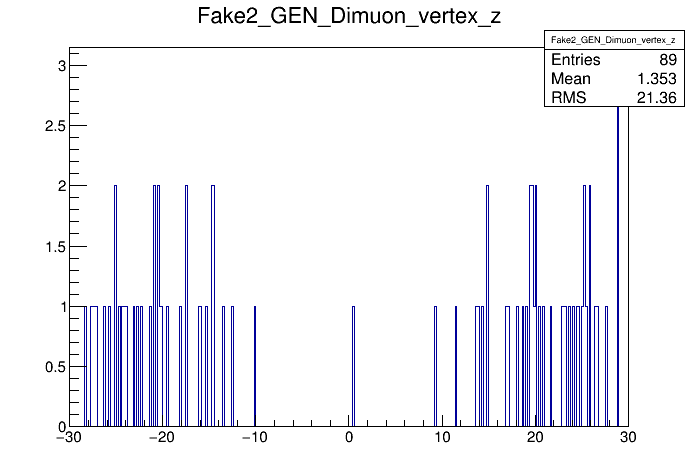 Fake2_GEN_Dimuon_vertex_z
Fake2_GEN_Dimuon_vertex_z
Entries 89
Mean 1.353
RMS 21.36
3
2.5
2
1.5
1
0.5
0
−30 −20 −10 0 10 20 30